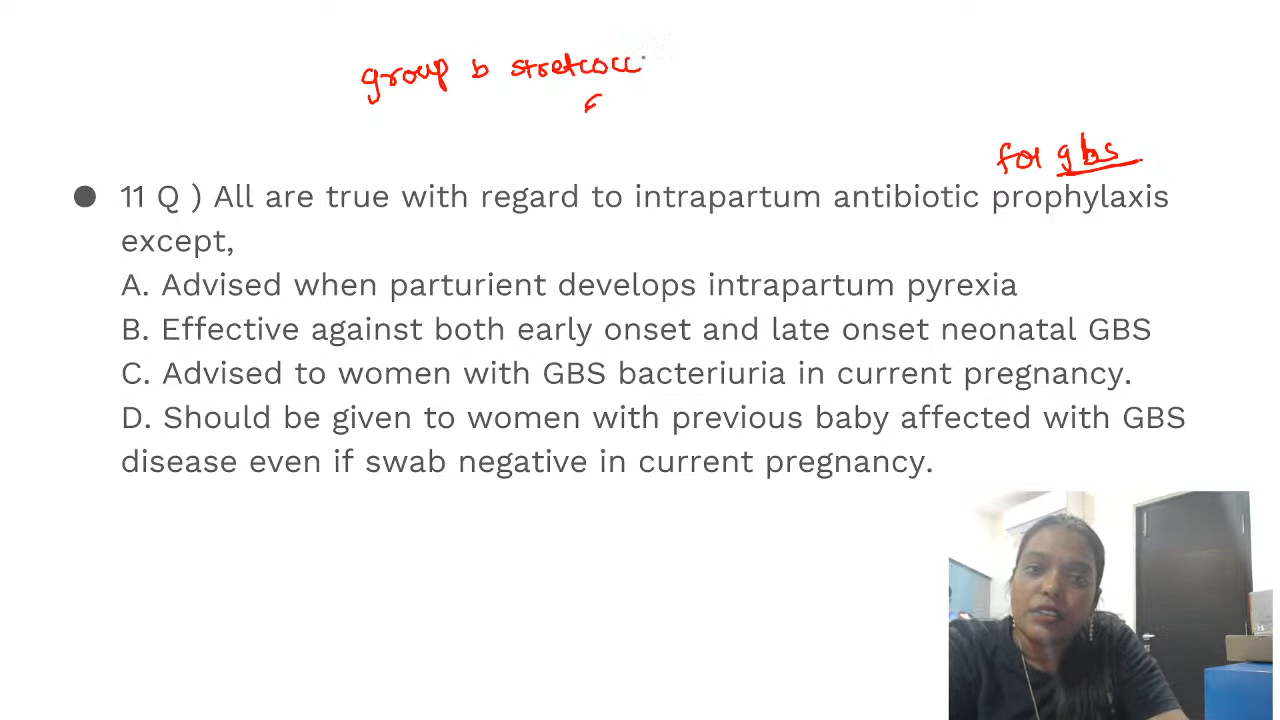 group b stretcocc
for gbs
● 11 Q ) All are true with regard to intrapartum antibiotic prophylaxis
except,
A. Advised when parturient develops intrapartum pyrexia
B. Effective against both early onset and late onset neonatal GBS
C. Advised to women with GBS bacteriuria in current pregnancy.
D. Should be given to women with previous baby affected with GBS
disease even if swab negative in current pregnancy.